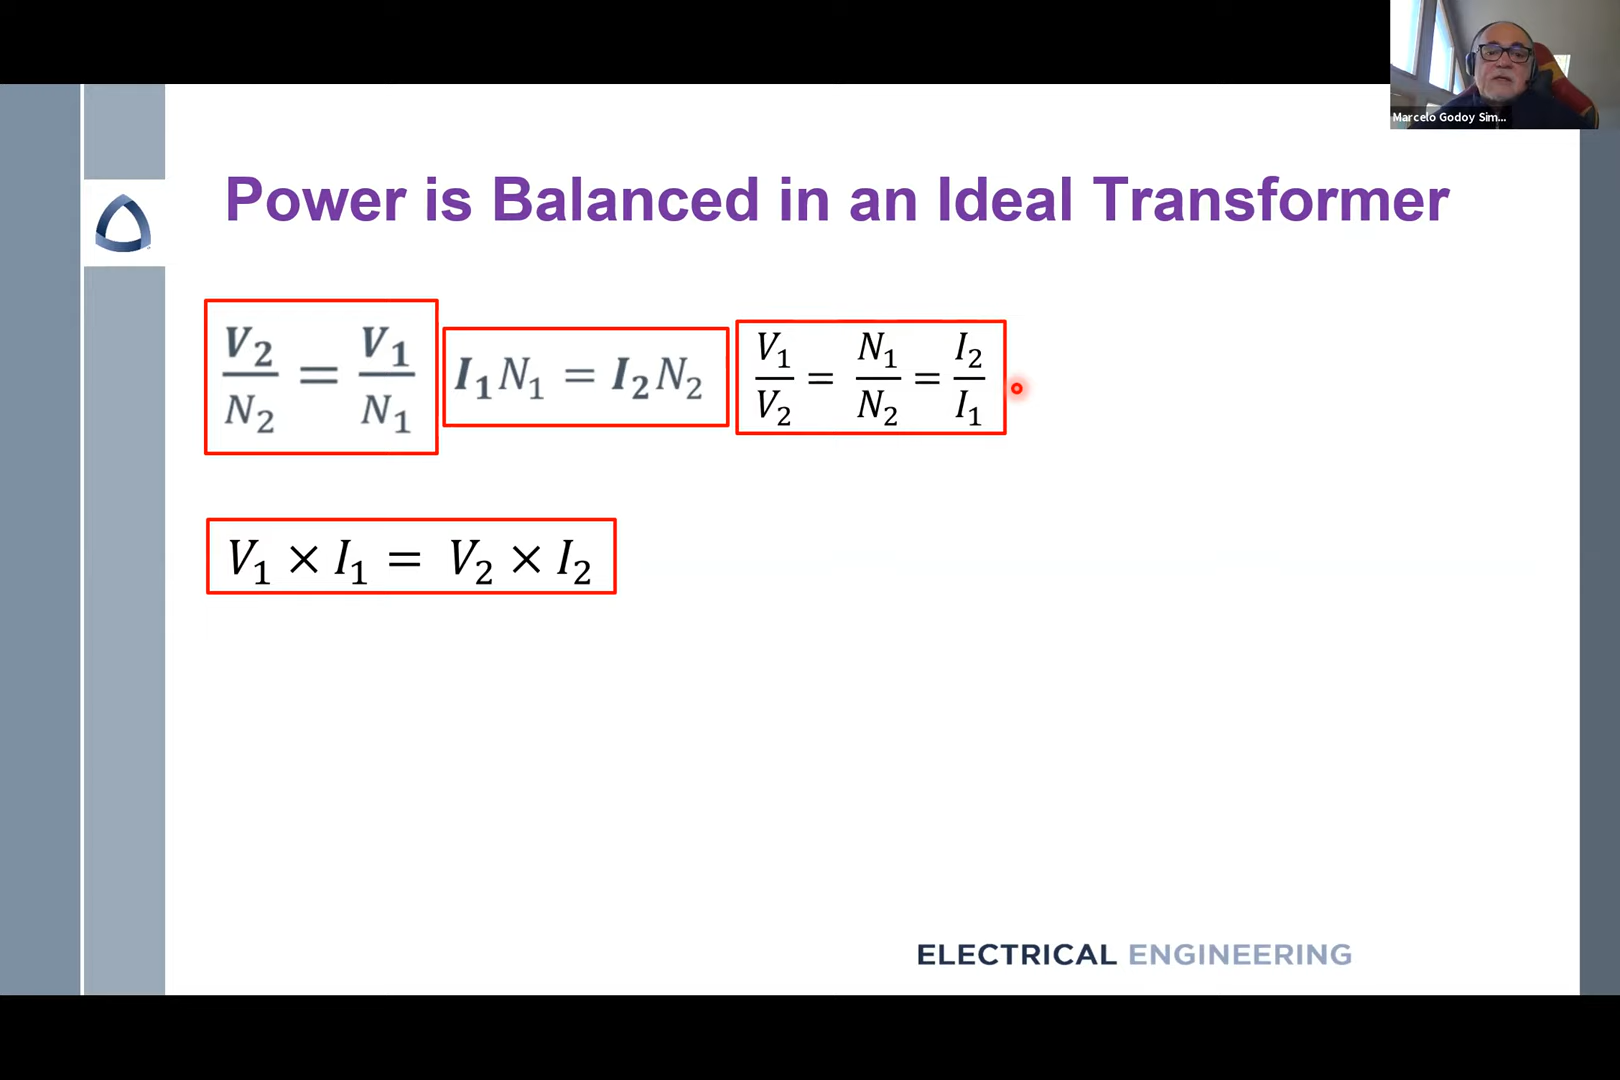 Marcelo Godoy Sim...
Power is Balanced in an Ideal Transformer
V₂/N₂ = V₁/N₁
I₁N₁ = I₂N₂
V₁/V₂ = N₁/N₂ = I₂/I₁
V₁ × I₁ = V₂ × I₂
ELECTRICAL ENGINEERING